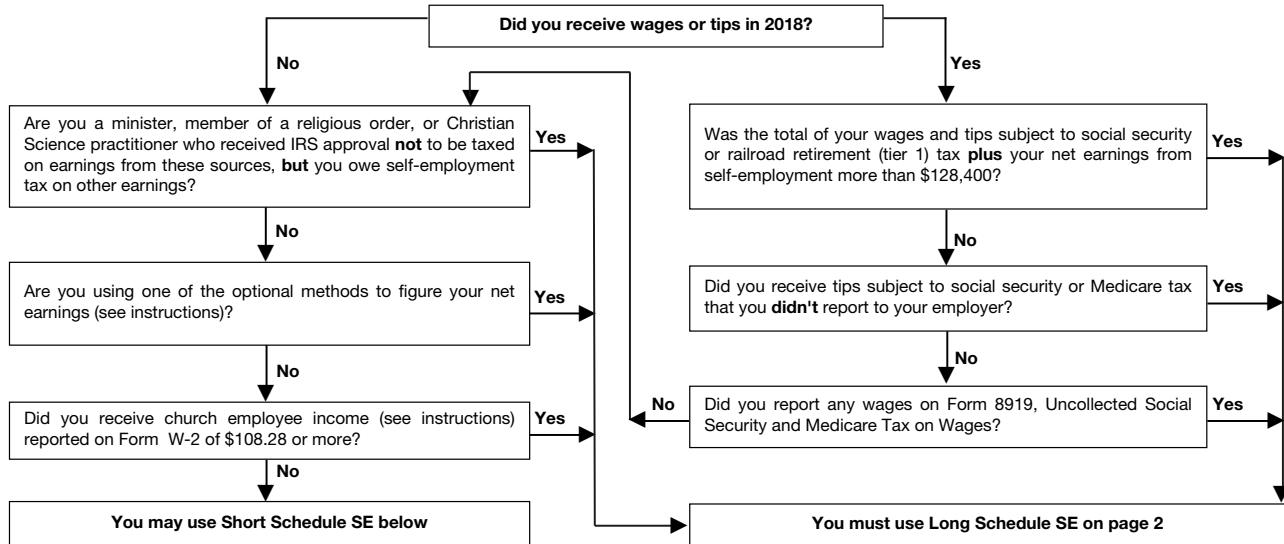 Did you receive wages or tips in 2018?
No
Yes
Are you a minister, member of a religious order, or Christian
Science practitioner who received IRS approval not to be taxed
on earnings from these sources, but you owe self-employment
tax on other earnings?
Yes
Was the total of your wages and tips subject to social security
or railroad retirement (tier 1) tax plus your net earnings from
self-employment more than $128,400?
Yes
No
No
Are you using one of the optional methods to figure your net
earnings (see instructions)?
Yes
Did you receive tips subject to social security or Medicare tax
that you didn't report to your employer?
Yes
No
No
Did you receive church employee income (see instructions)
reported on Form W-2 of $108.28 or more?
Yes
No
Did you report any wages on Form 8919, Uncollected Social
Security and Medicare Tax on Wages?
Yes
No
You may use Short Schedule SE below
You must use Long Schedule SE on page 2